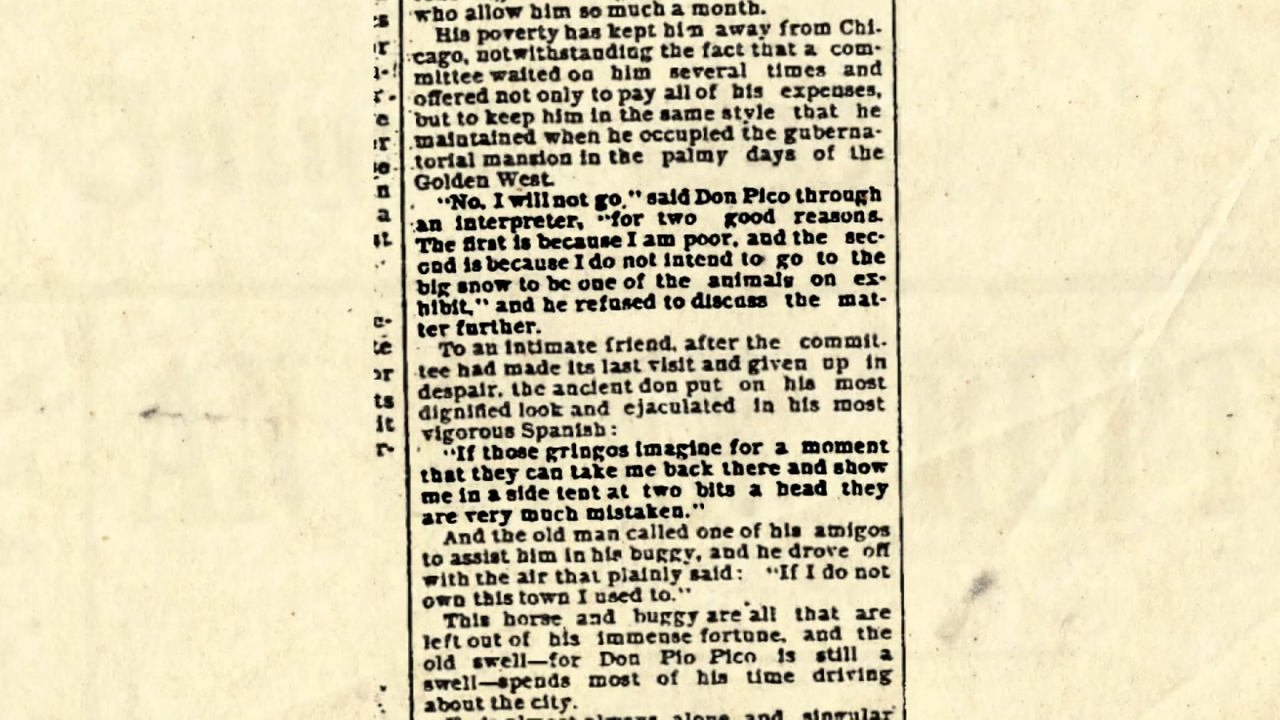 who allow him so much a month.
His poverty has kept him away from Chi-
cago, notwithstanding the fact that a com-
mittee waited on him several times and
offered not only to pay all of his expenses,
but to keep him in the same style that he
maintained when he occupied the guberna-
torial mansion in the palmy days of the
Golden West.
"No, I will not go," said Don Pico through
an interpreter, "for two good reasons.
The first is because I am poor, and the sec-
ond is because I do not intend to go to the
big snow to be one of the animals on ex-
hibit," and he refused to discuss the mat-
ter further.
To an intimate friend, after the commit-
tee had made its last visit and given up in
despair, the ancient don put on his most
dignified look and ejaculated in his most
vigorous Spanish:
"If those gringos imagine for a moment
that they can take me back there and show
me in a side tent at two bits a head they
are very much mistaken."
And the old man called one of his amigos
to assist him in his buggy, and he drove off
with the air that plainly said: "If I do not
own this town I used to."
This horse and buggy are all that are
left out of his immense fortune, and the
old swell—for Don Pio Pico is still a
swell—spends most of his time driving
about the city.
almost always alone and singular